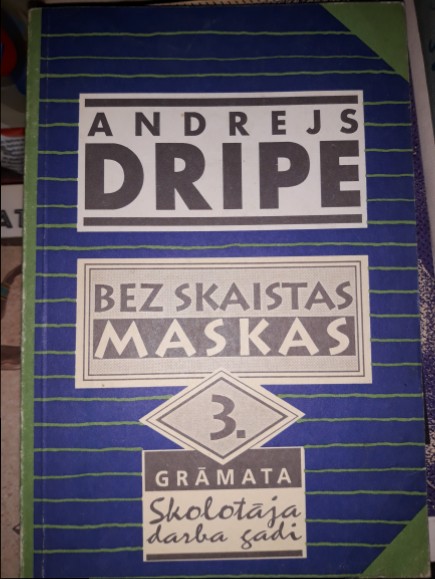 ANDREJS
DRIPE
BEZ SKAISTAS
MASKAS
3.
GRĀMATA
Skolotāja
darba gadi